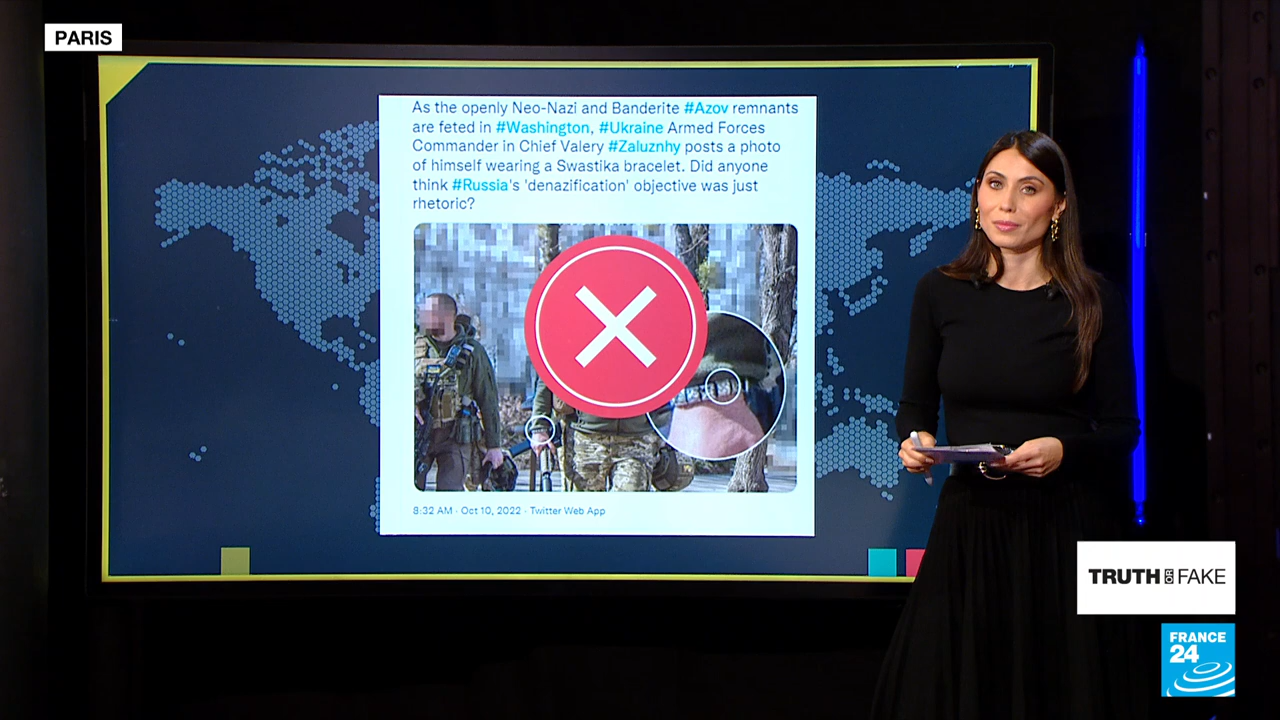 PARIS
As the openly Neo-Nazi and Banderite #Azov remnants
are feted in #Washington, #Ukraine Armed Forces
Commander in Chief Valery #Zaluznhy posts a photo
of himself wearing a Swastika bracelet. Did anyone
think #Russia's 'denazification' objective was just
rhetoric?
8:32 AM · Oct 10, 2022 · Twitter Web App
TRUTH OR FAKE
FRANCE
24